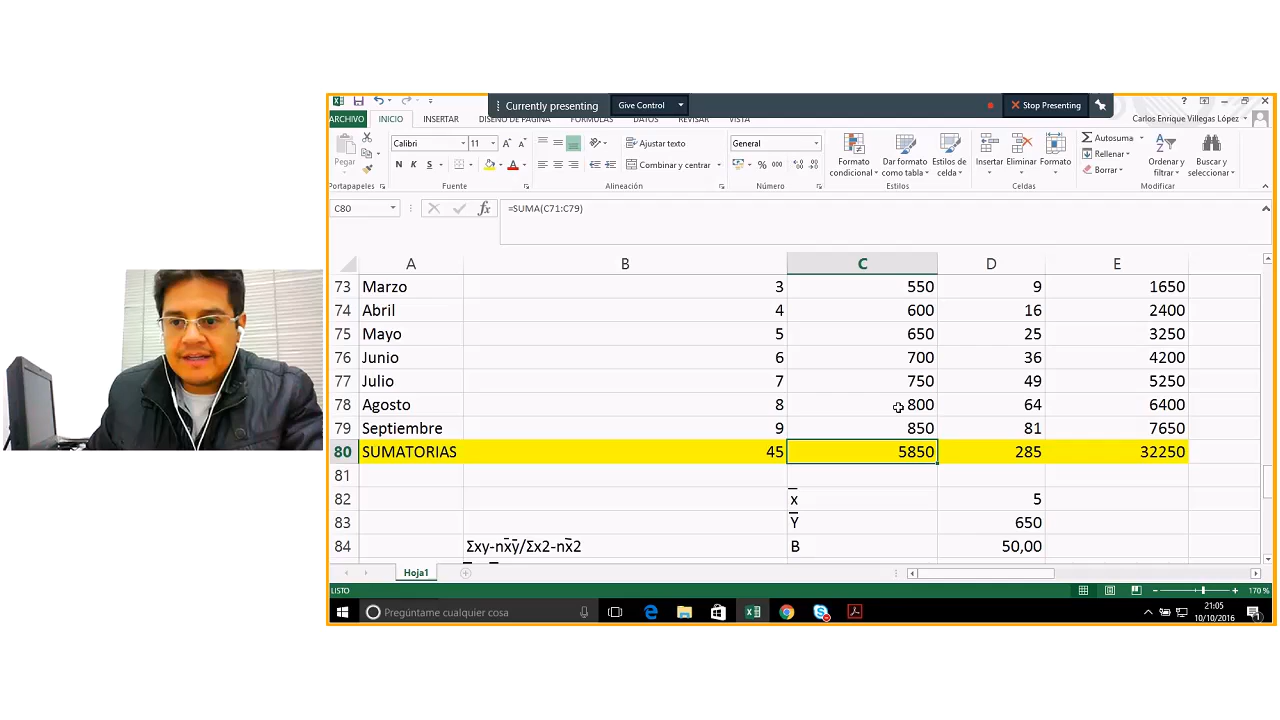 Currently presenting
Give Control
Stop Presenting
ARCHIVO
INICIO
INSERTAR
DISEÑO DE PÁGINA
FÓRMULAS
DATOS
REVISAR
VISTA
Carlos Enrique Villegas López
Pegar
Portapapeles
Calibri
11
N K S
Fuente
Ajustar texto
Combinar y centrar
Alineación
General
% 000
Número
Formato condicional
Dar formato como tabla
Estilos de celda
Estilos
Insertar
Eliminar
Formato
Celdas
Autosuma
Rellenar
Borrar
Ordenar y filtrar
Buscar y seleccionar
Modificar
C80
fx
=SUMA(C71:C79)
A B C D E
73 Marzo 3 550 9 1650
74 Abril 4 600 16 2400
75 Mayo 5 650 25 3250
76 Junio 6 700 36 4200
77 Julio 7 750 49 5250
78 Agosto 8 800 64 6400
79 Septiembre 9 850 81 7650
80 SUMATORIAS 45 5850 285 32250
81
82 x̅ 5
83 Y̅ 650
84 Σxy-nx̅y̅/Σx2-nx̅2 B 50,00
Hoja1
LISTO
170 %
Pregúntame cualquier cosa
21:05
10/10/2016